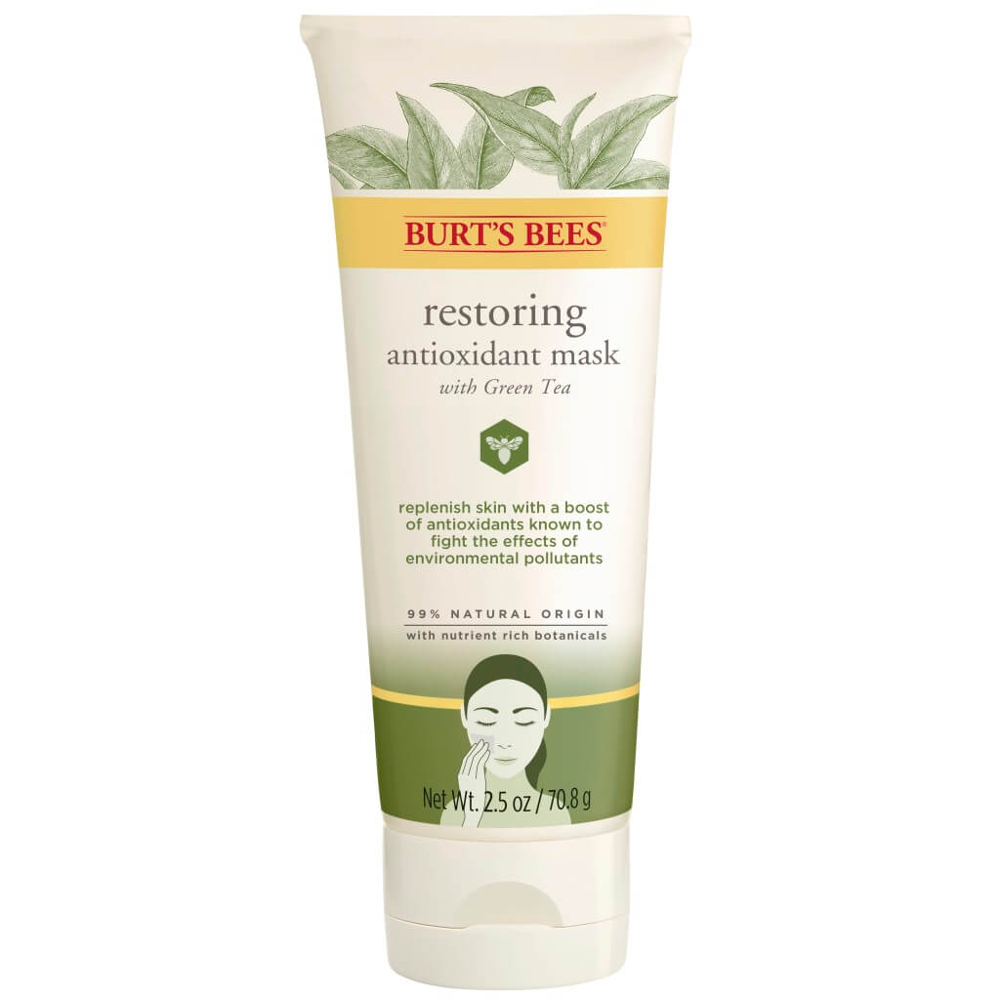 BURT'S BEES®
restoring
antioxidant mask
with Green Tea
replenish skin with a boost
of antioxidants known to
fight the effects of
environmental pollutants
99% NATURAL ORIGIN
with nutrient rich botanicals
Net Wt. 2.5 oz / 70.8 g